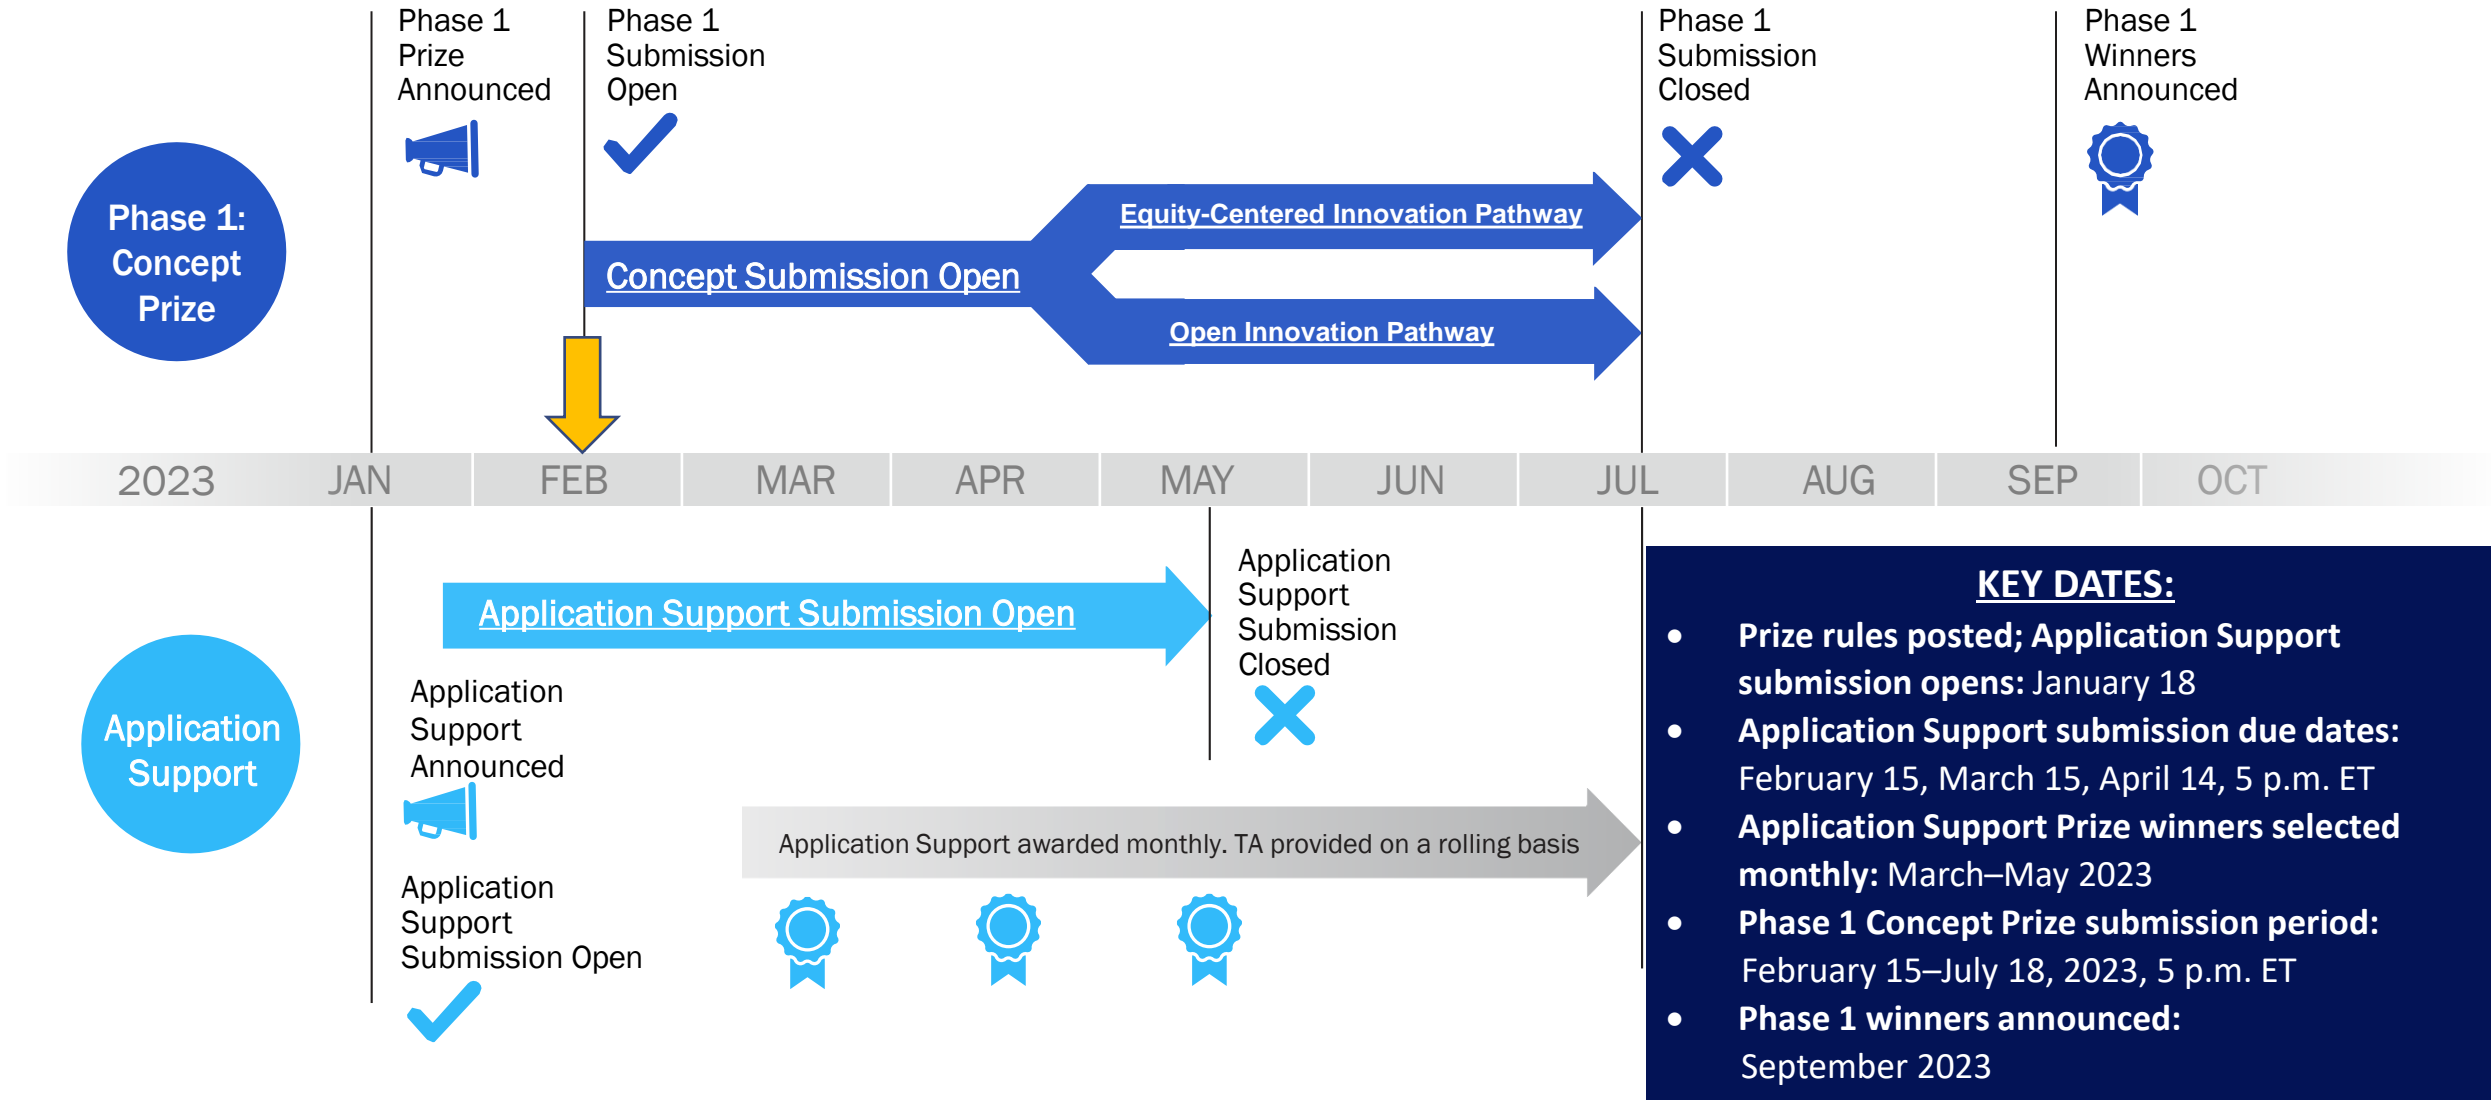 Phase 1
Prize
Announced
Phase 1
Submission
Open
Phase 1
Submission
Closed
Phase 1
Winners
Announced
Phase 1:
Concept
Prize
Equity-Centered Innovation Pathway
Concept Submission Open
Open Innovation Pathway
2023 JAN FEB MAR APR MAY JUN JUL AUG SEP OCT
Application Support Submission Open
Application
Support
Submission
Closed
Application
Support
Application
Support
Announced
Application Support awarded monthly. TA provided on a rolling basis
Application
Support
Submission Open
KEY DATES:
• Prize rules posted; Application Support
submission opens: January 18
• Application Support submission due dates:
February 15, March 15, April 14, 5 p.m. ET
• Application Support Prize winners selected
monthly: March–May 2023
• Phase 1 Concept Prize submission period:
February 15–July 18, 2023, 5 p.m. ET
• Phase 1 winners announced:
September 2023